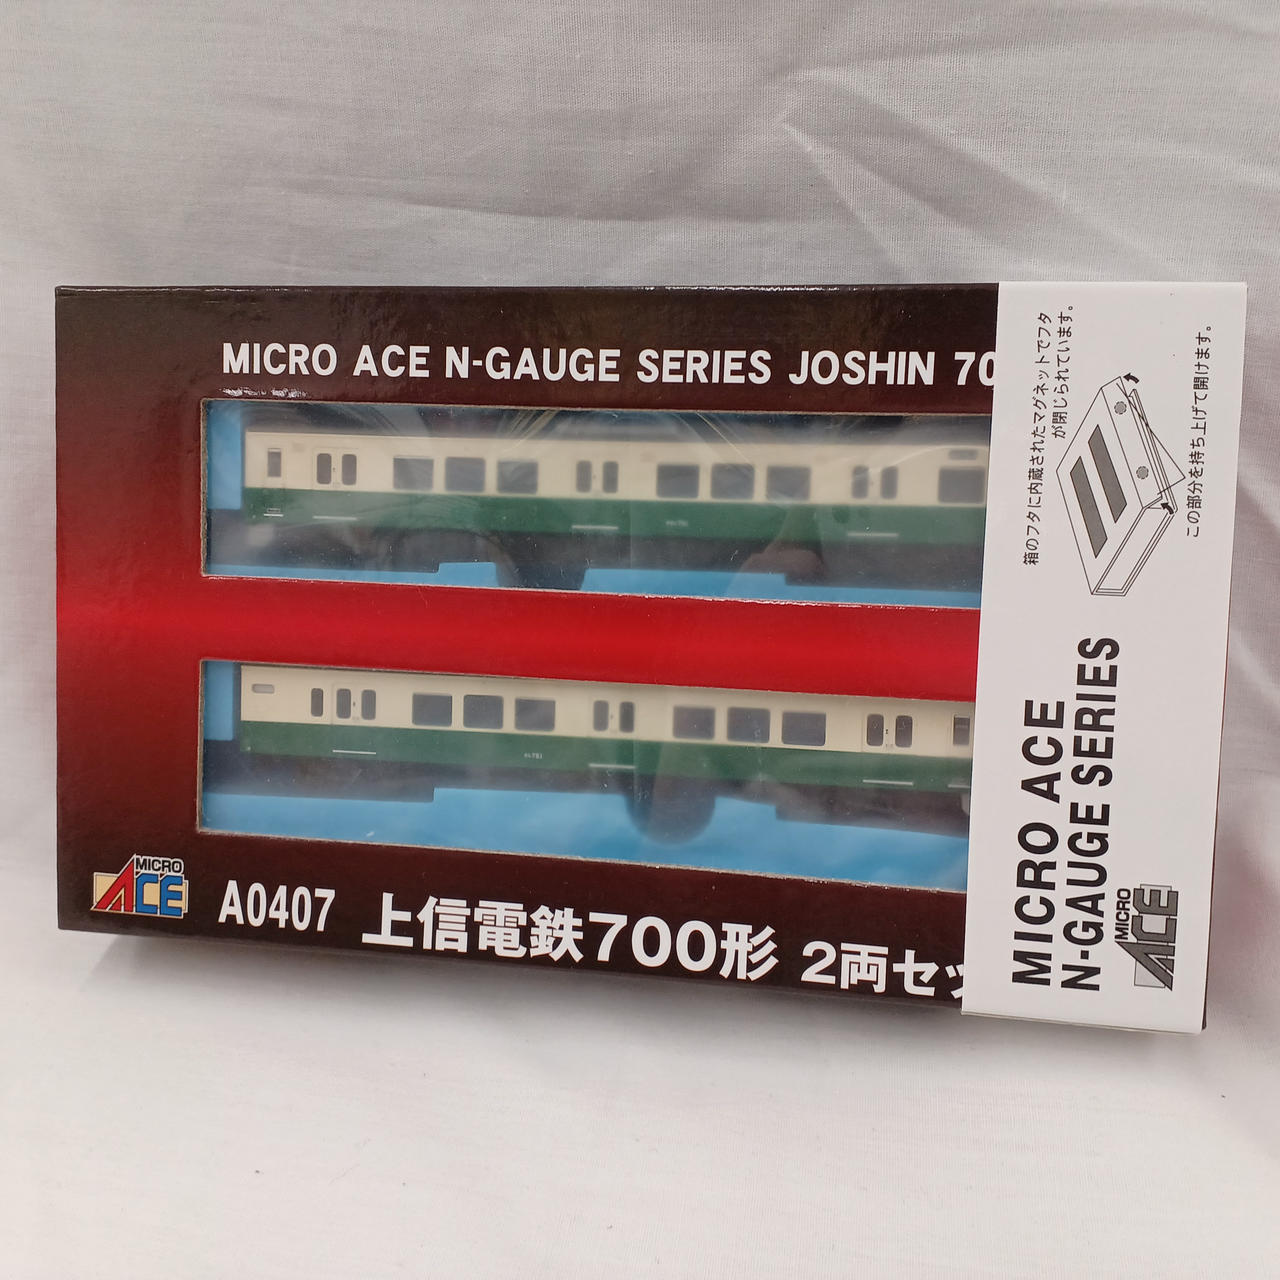 MICRO ACE N-GAUGE SERIES JOSHIN 70
箱のフタに内蔵されたマグネットでフタ
が閉じられています。
この部分を持ち上げて開けます。
MICRO ACE
N-GAUGE SERIES
MICRO
ACE
MICRO
ACE
A0407 上信電鉄700形 2両セッ